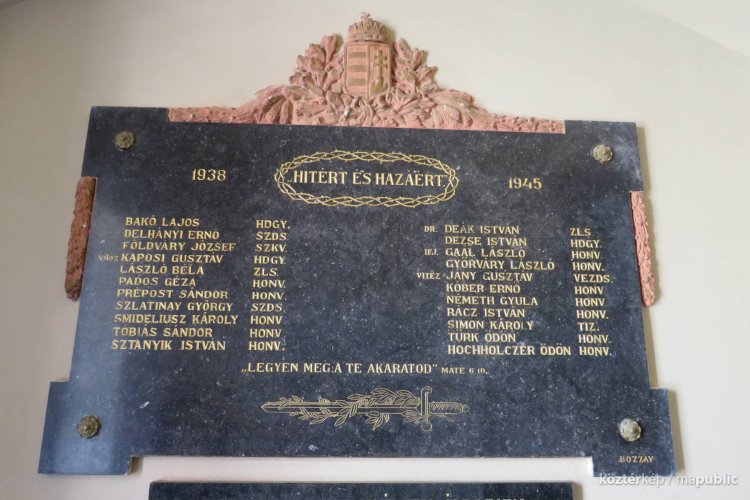 1938
„HITÉRT ÉS HAZÁÉRT.”
1945
BAKÓ LAJOS HDGY.
DELHÁNYI ERNŐ SZDS.
FÖLDVÁRY JÓZSEF SZKV.
VITÉZ KAPOSI GUSZTÁV HDGY.
LÁSZLÓ BÉLA ZLS.
PADOS GÉZA HONV.
PRÉPOST SÁNDOR HONV.
SZLATINAY GYÖRGY SZDS.
SMIDELIUSZ KÁROLY HONV.
TÓBIÁS SÁNDOR HONV.
SZTANYIK ISTVÁN HONV.
DR. DEÁK ISTVÁN ZLS
DEZSE ISTVÁN HDGY.
IFJ. GAÁL LÁSZLÓ HONV.
GYŐRVÁRY LÁSZLÓ HONV.
VITÉZ JÁNY GUSZTÁV VEZDS.
KÓBER ERNŐ HONV.
NÉMETH GYULA HONV.
RÁCZ ISTVÁN HONV.
SIMON KÁROLY TIZ.
TÜRK ÖDÖN HONV.
HOCHHOLCZER ÖDÖN HONV.
„LEGYEN MEG A TE AKARATOD” MÁTÉ 6.10.
BOZZAY
köztérkép / mapublic